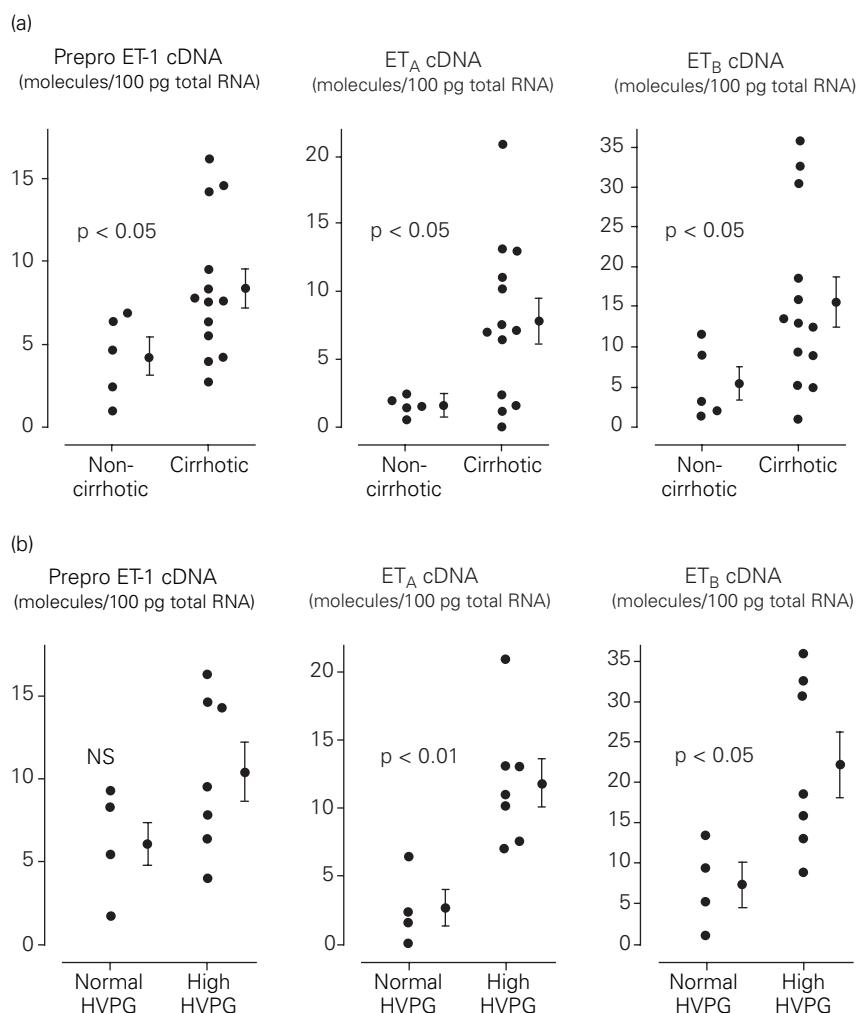 (a)
Prepro ET-1 cDNA
(molecules/100 pg total RNA)
15
10
5
0
p < 0.05
Non-
cirrhotic
Cirrhotic
ET_A cDNA
(molecules/100 pg total RNA)
20
15
10
5
0
p < 0.05
Non-
cirrhotic
Cirrhotic
ET_B cDNA
(molecules/100 pg total RNA)
35
30
25
20
15
10
5
0
p < 0.05
Non-
cirrhotic
Cirrhotic
(b)
Prepro ET-1 cDNA
(molecules/100 pg total RNA)
15
10
5
0
NS
Normal
HVPG
High
HVPG
ET_A cDNA
(molecules/100 pg total RNA)
20
15
10
5
0
p < 0.01
Normal
HVPG
High
HVPG
ET_B cDNA
(molecules/100 pg total RNA)
35
30
25
20
15
10
5
0
p < 0.05
Normal
HVPG
High
HVPG